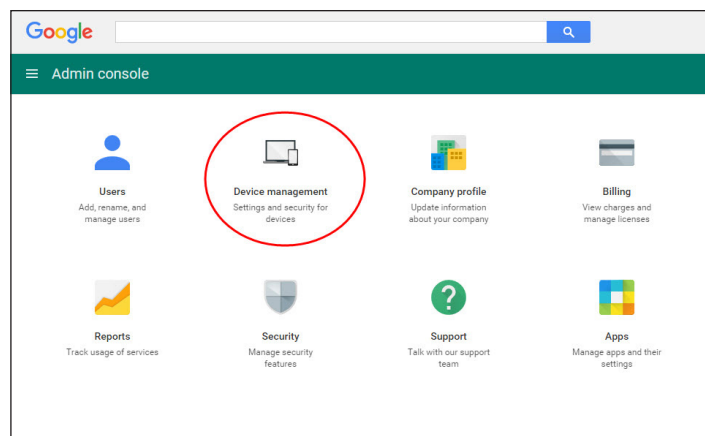 Google
Admin console
Users
Add, rename, and
manage users
Device management
Settings and security for
devices
Company profile
Update information
about your company
Billing
View charges and
manage licenses
Reports
Track usage of services
Security
Manage security
features
Support
Talk with our support
team
Apps
Manage apps and their
settings